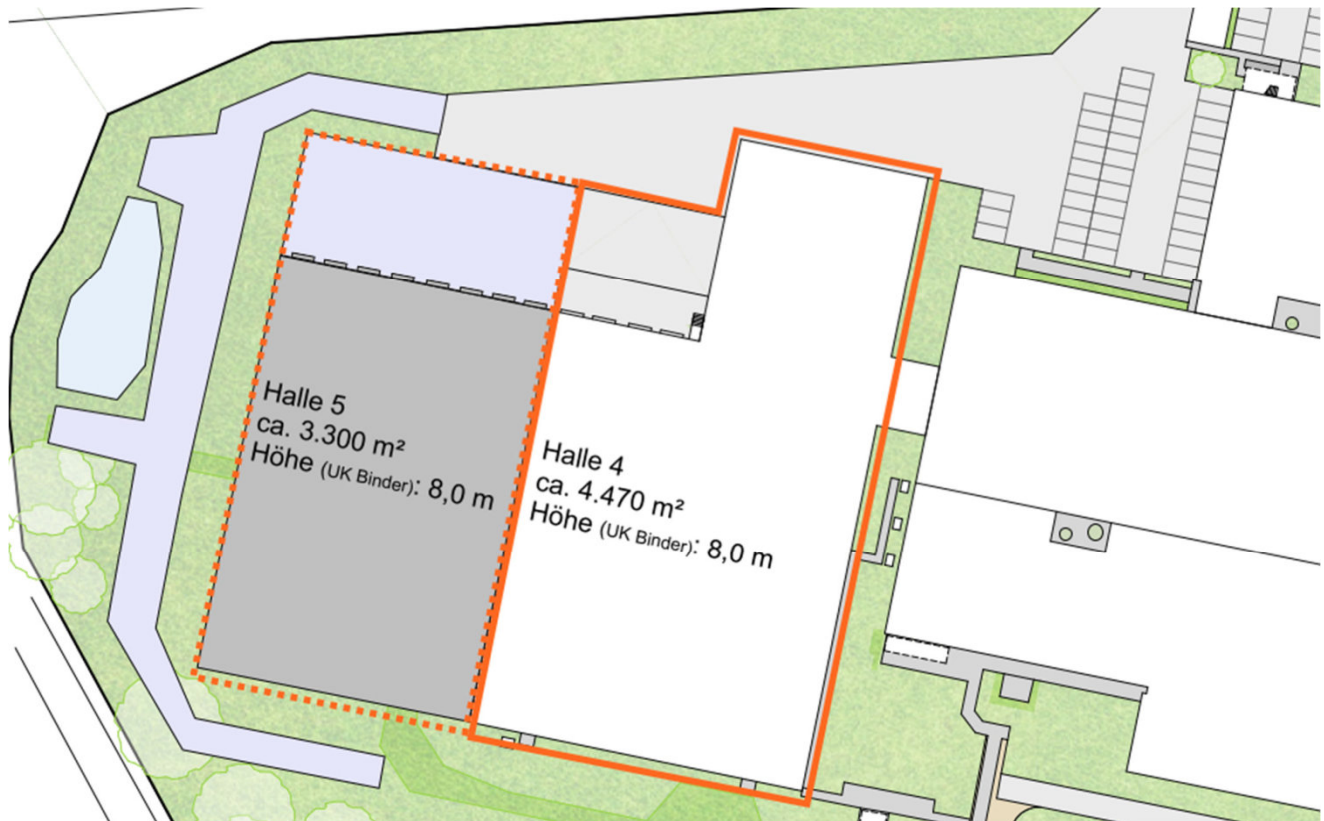 Halle 5
ca. 3.300 m²
Höhe (UK Binder): 8,0 m
Halle 4
ca. 4.470 m²
Höhe (UK Binder): 8,0 m